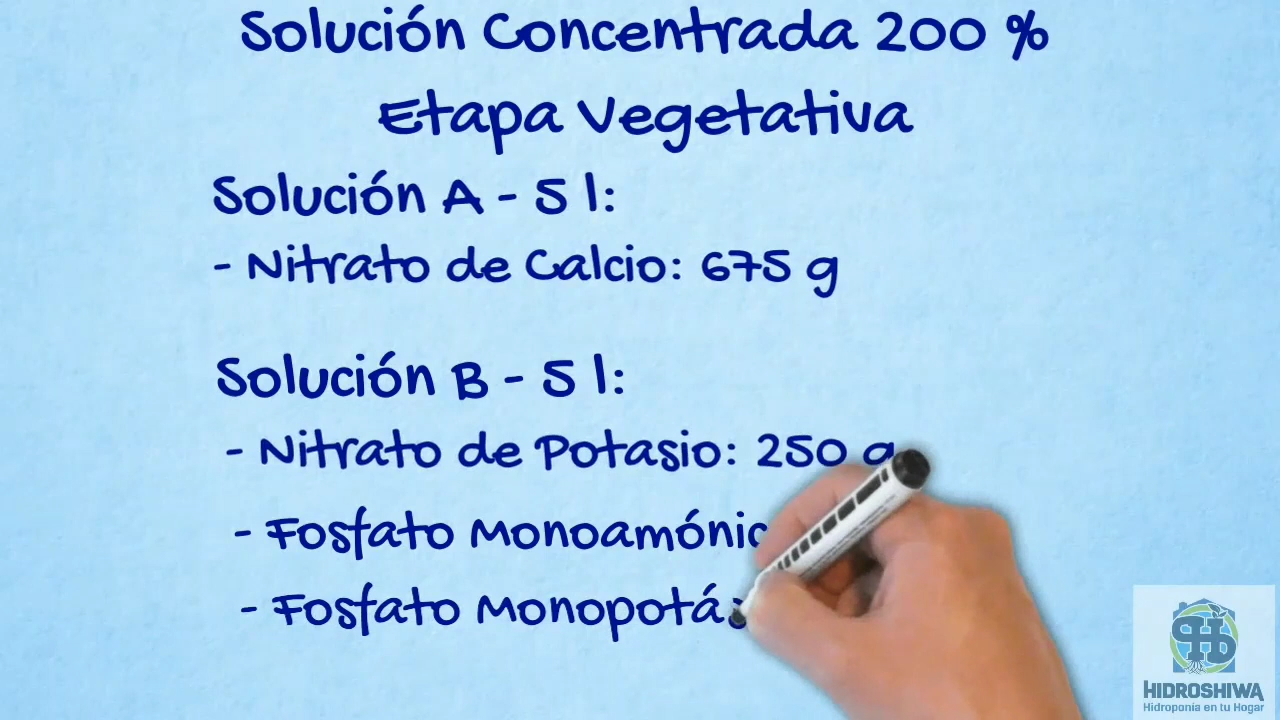 Solución Concentrada 200 %
Etapa Vegetativa
Solución A - 5 l:
- Nitrato de Calcio: 675 g
Solución B - 5 l:
- Nitrato de Potasio: 250 g
- Fosfato
- Fosfato
HIDROSHIWA
Hidroponía en tu Hogar